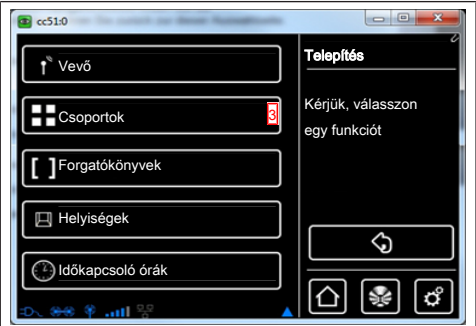 cc51:0
Vevő
Csoportok
3
Forgatókönyvek
Helyiségek
Időkapcsoló órák
Telepítés
Kérjük, válasszon
egy funkciót